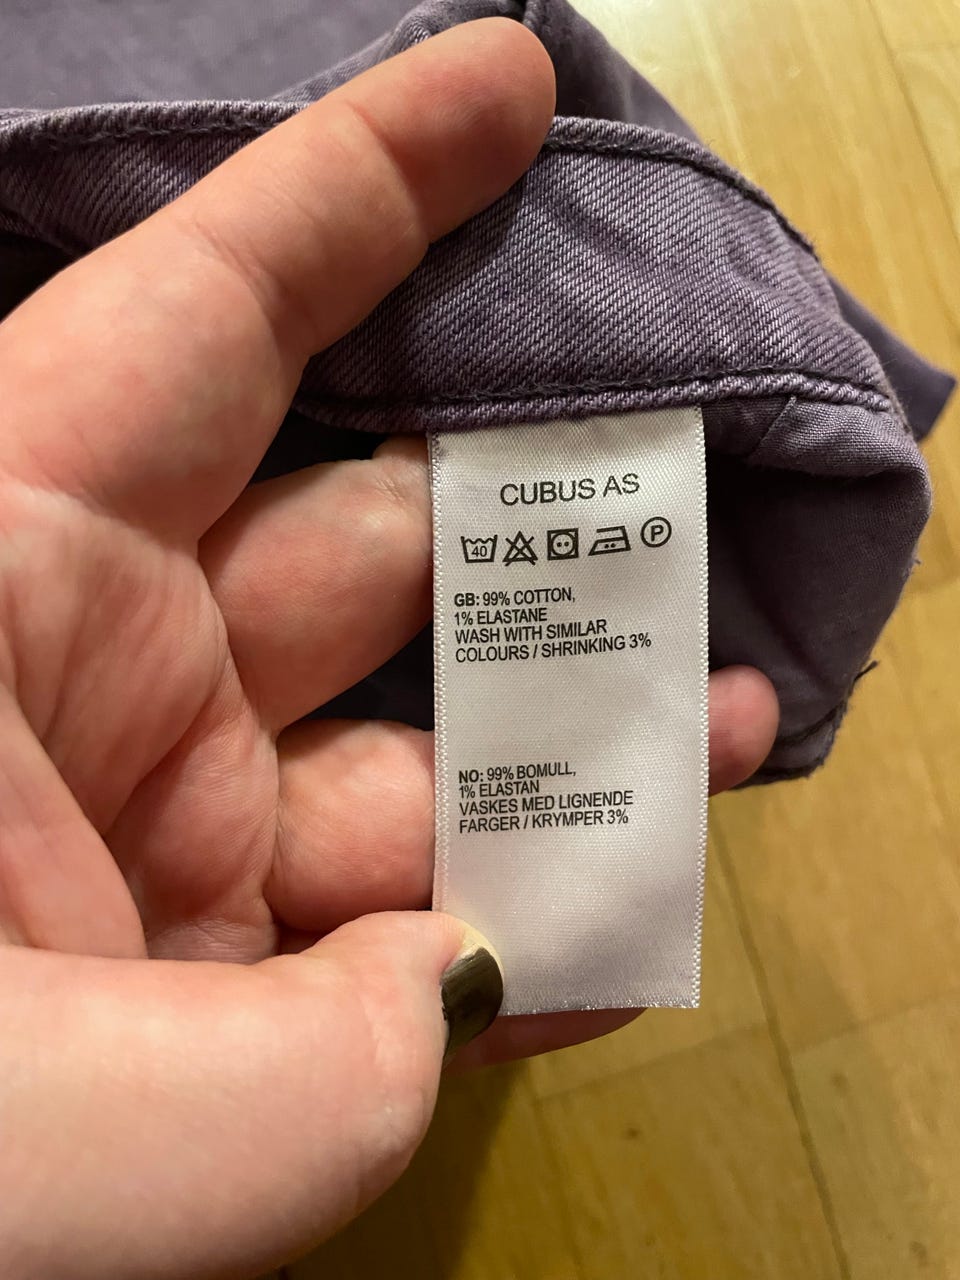 CUBUS AS
40 P
GB: 99% COTTON,
1% ELASTANE
WASH WITH SIMILAR
COLOURS / SHRINKING 3%
NO: 99% BOMULL,
1% ELASTAN
VASKES MED LIGNENDE
FARGER / KRYMPER 3%